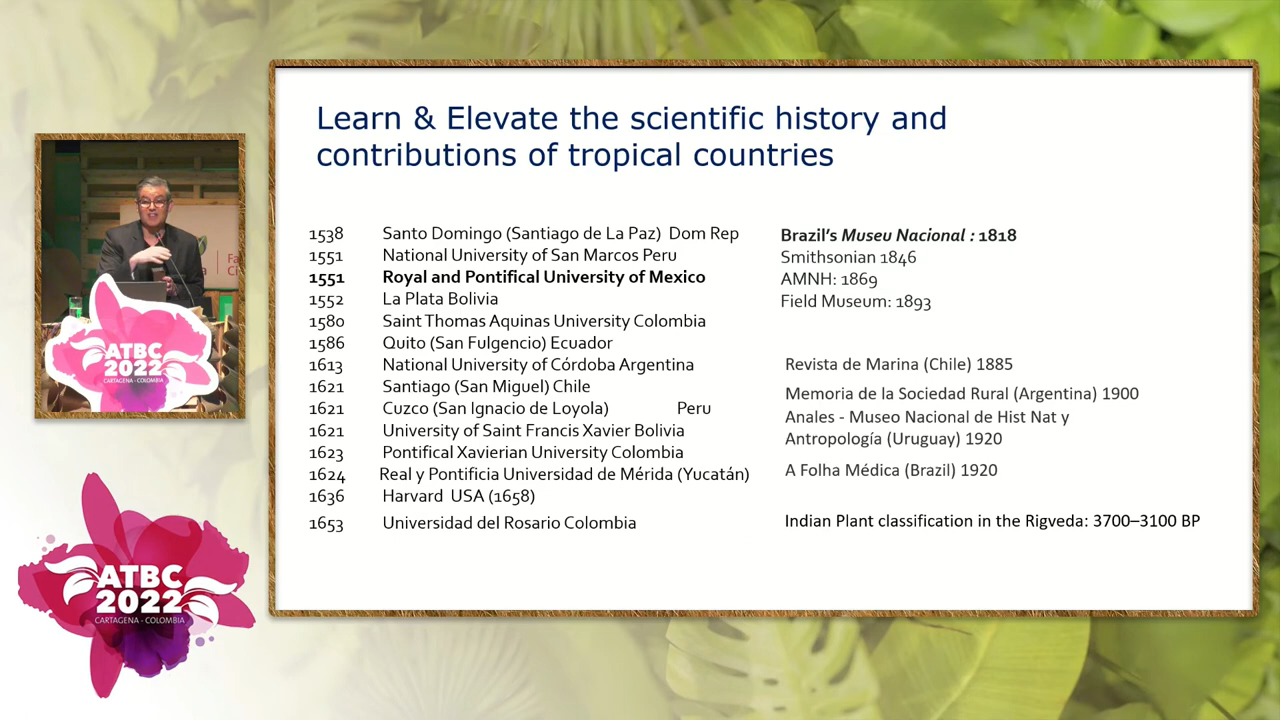 Learn & Elevate the scientific history and
contributions of tropical countries
1538 Santo Domingo (Santiago de La Paz) Dom Rep
1551 National University of San Marcos Peru
1551 Royal and Pontifical University of Mexico
1552 La Plata Bolivia
1580 Saint Thomas Aquinas University Colombia
1586 Quito (San Fulgencio) Ecuador
1613 National University of Córdoba Argentina
1621 Santiago (San Miguel) Chile
1621 Cuzco (San Ignacio de Loyola) Peru
1621 University of Saint Francis Xavier Bolivia
1623 Pontifical Xavierian University Colombia
1624 Real y Pontificia Universidad de Mérida (Yucatán)
1636 Harvard USA (1658)
1653 Universidad del Rosario Colombia
Brazil's Museu Nacional : 1818
Smithsonian 1846
AMNH: 1869
Field Museum: 1893
Revista de Marina (Chile) 1885
Memoria de la Sociedad Rural (Argentina) 1900
Anales - Museo Nacional de Hist Nat y
Antropología (Uruguay) 1920
A Folha Médica (Brazil) 1920
Indian Plant classification in the Rigveda: 3700–3100 BP
ATBC
2022
CARTAGENA - COLOMBIA
ATBC
2022
CARTAGENA - COLOMBIA